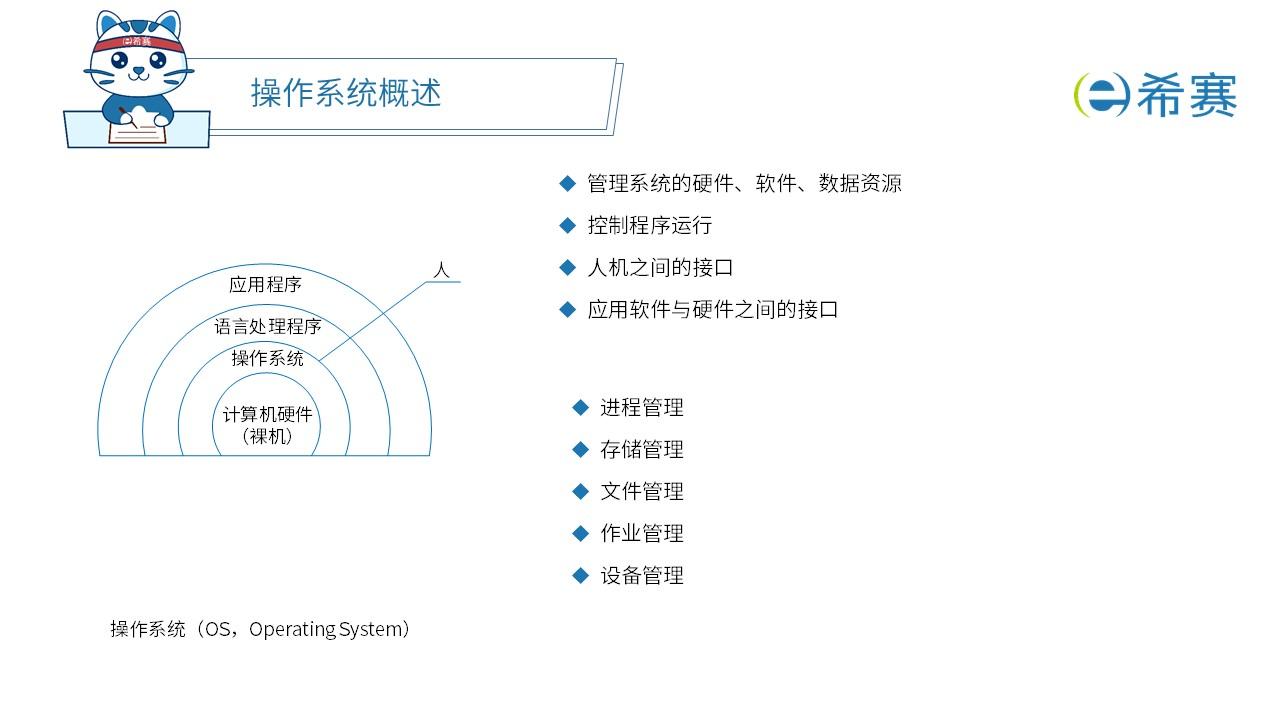 希赛
操作系统概述
希赛
管理系统的硬件、软件、数据资源
控制程序运行
人机之间的接口
应用软件与硬件之间的接口
人
应用程序
语言处理程序
操作系统
计算机硬件
（裸机）
进程管理
存储管理
文件管理
作业管理
设备管理
操作系统（OS，Operating System）